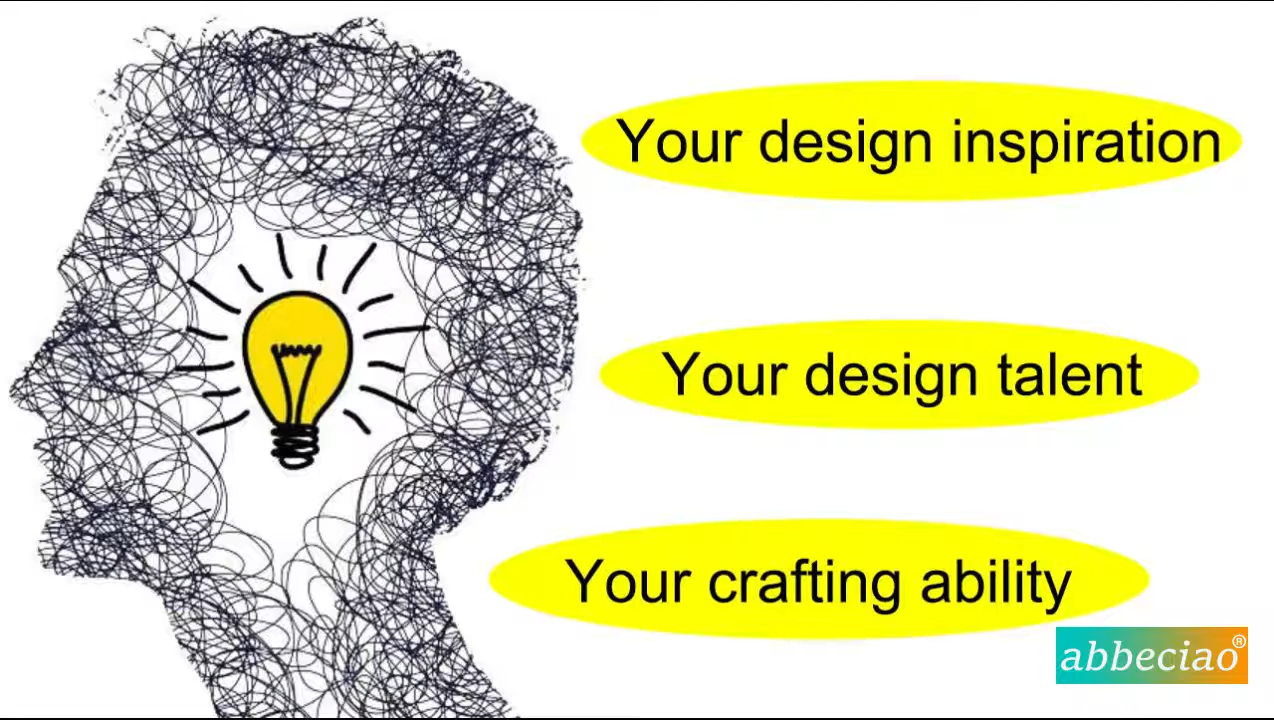 Your design inspiration
Your design talent
Your crafting ability
abbeciao®